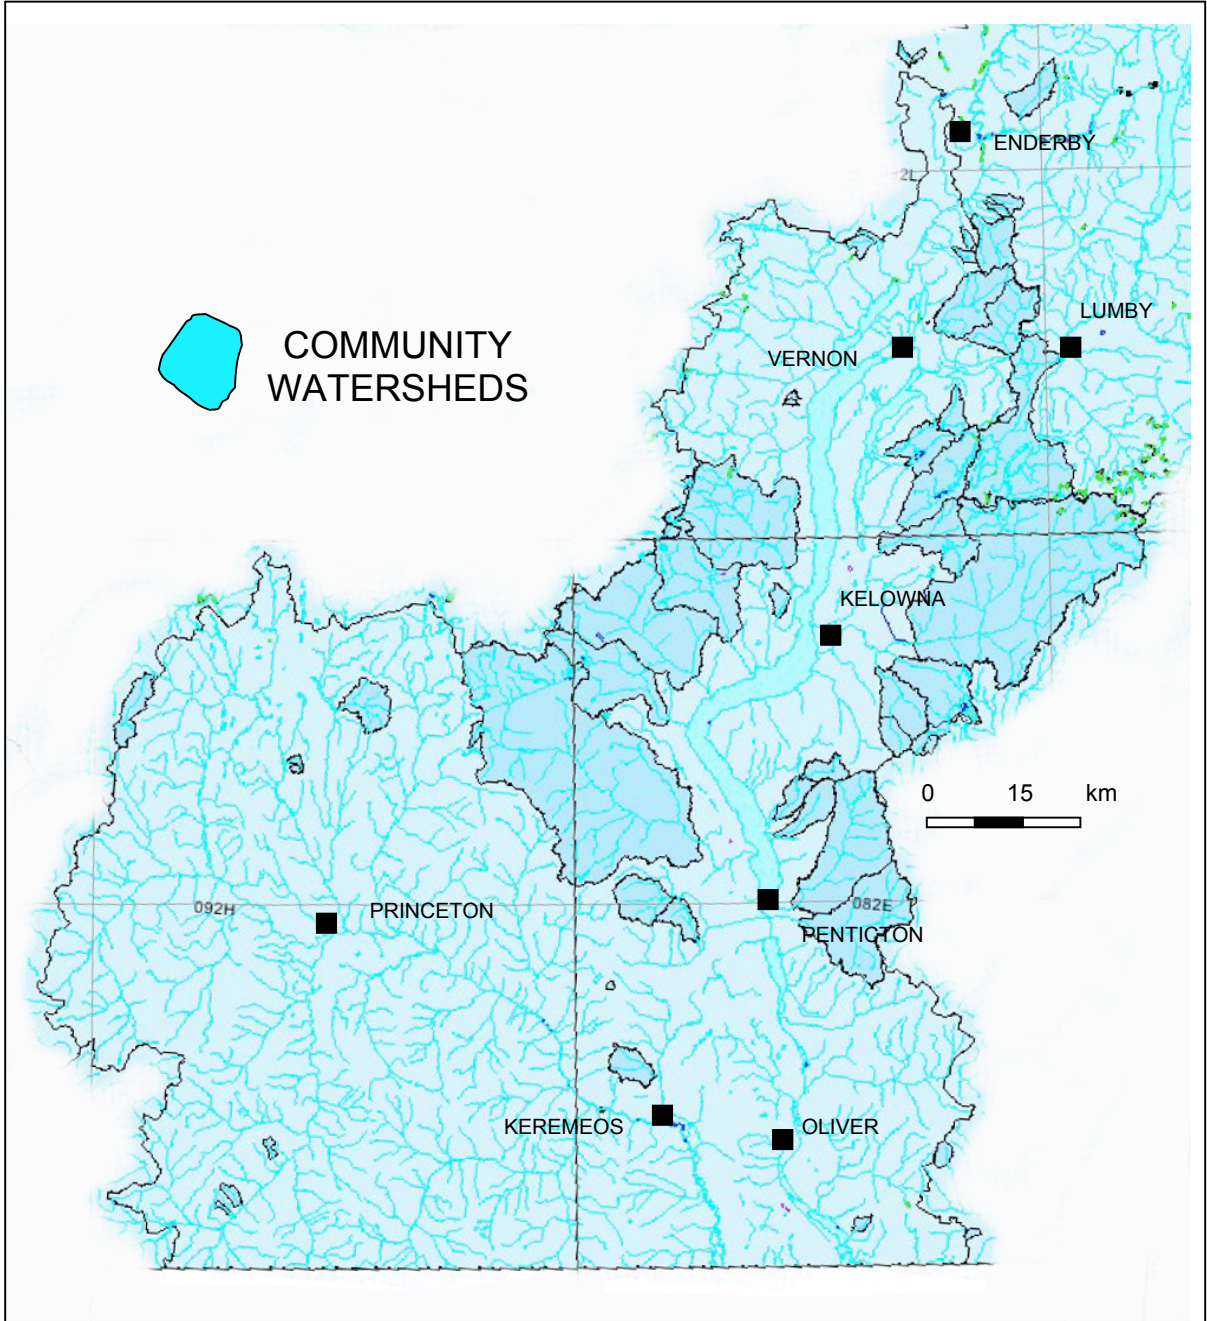 ENDERBY
2L
LUMBY
COMMUNITY
WATERSHEDS
VERNON
KELOWNA
0 15 km
092H
PRINCETON
082E
PENTICTON
KEREMEOS
OLIVER